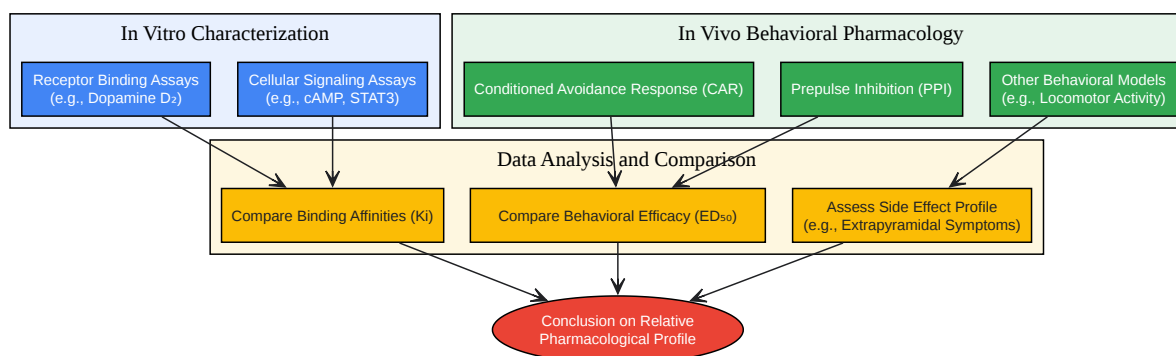 In Vitro Characterization
Receptor Binding Assays
(e.g., Dopamine D₂)
Cellular Signaling Assays
(e.g., cAMP, STAT3)
In Vivo Behavioral Pharmacology
Conditioned Avoidance Response (CAR)
Prepulse Inhibition (PPI)
Other Behavioral Models
(e.g., Locomotor Activity)
Data Analysis and Comparison
Compare Binding Affinities (Ki)
Compare Behavioral Efficacy (ED₅₀)
Assess Side Effect Profile
(e.g., Extrapyramidal Symptoms)
Conclusion on Relative
Pharmacological Profile